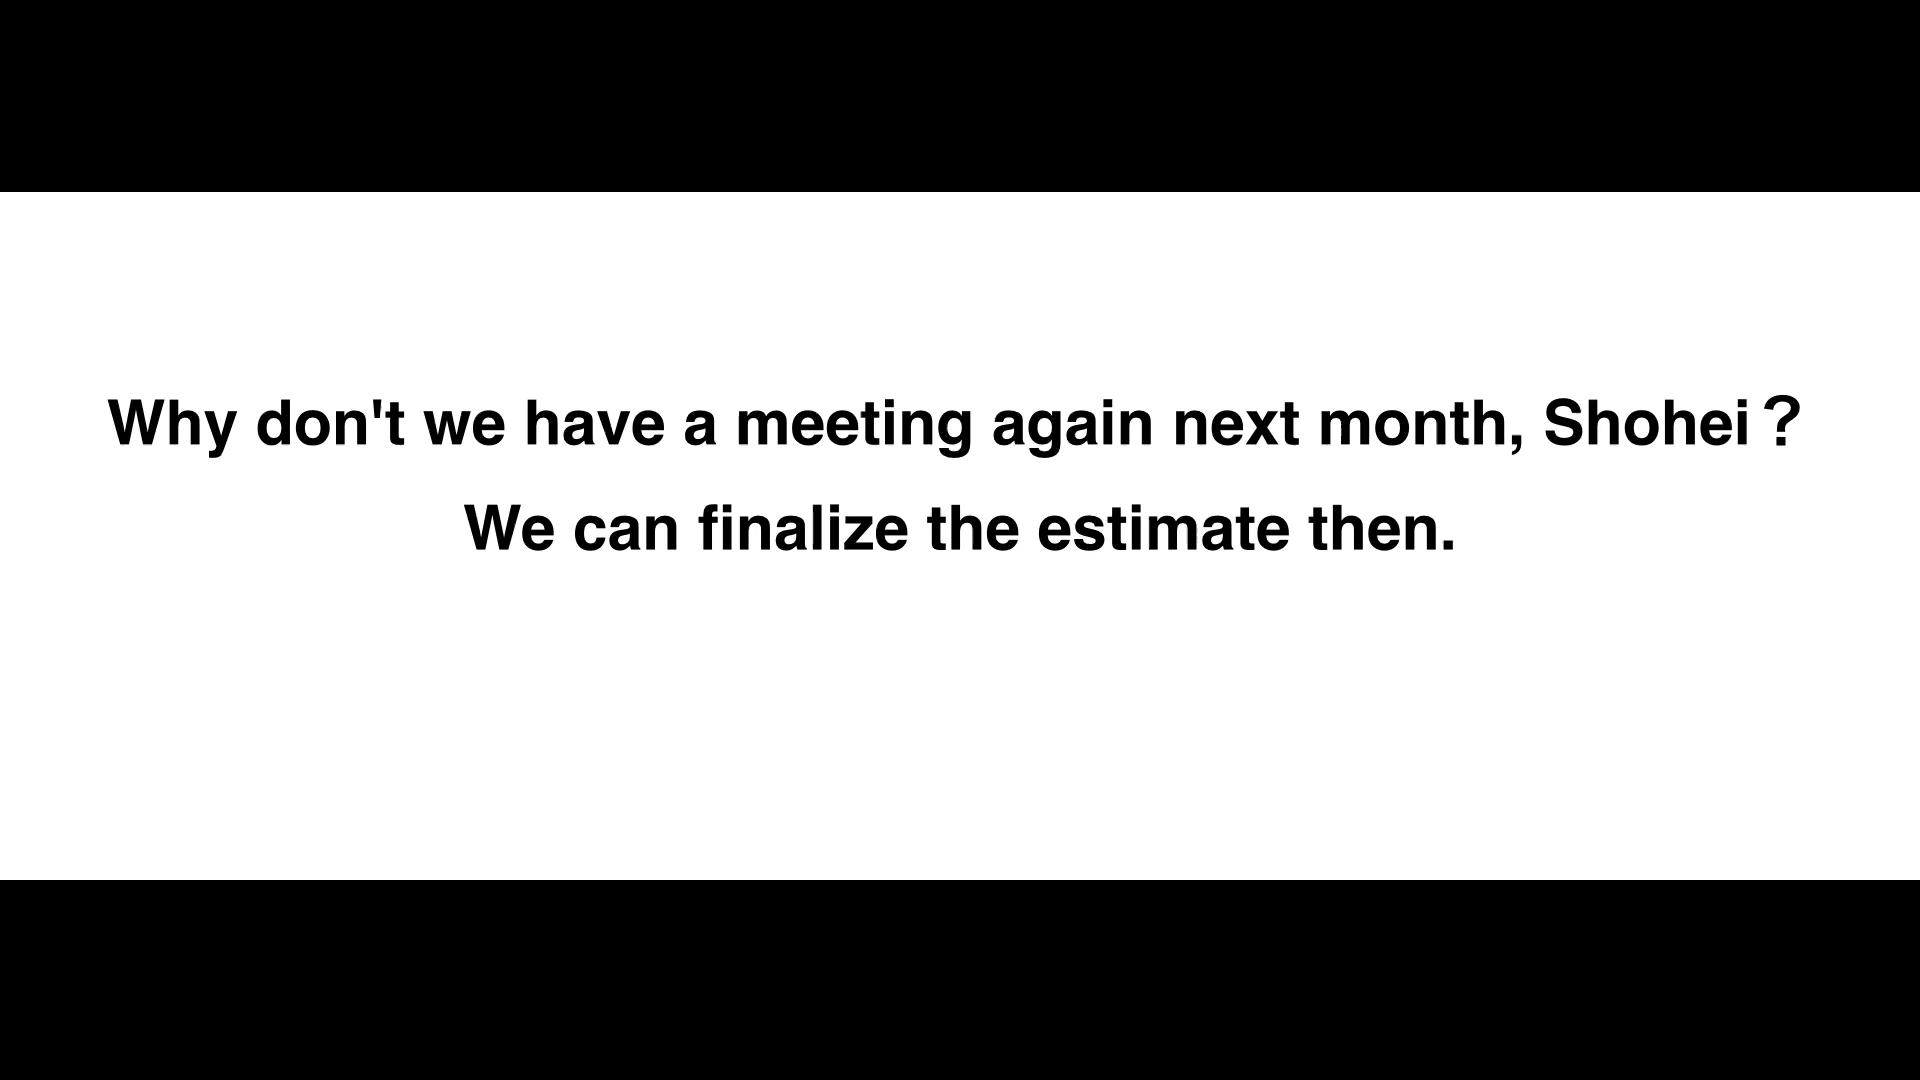 Why don't we have a meeting again next month, Shohei？
We can finalize the estimate then.